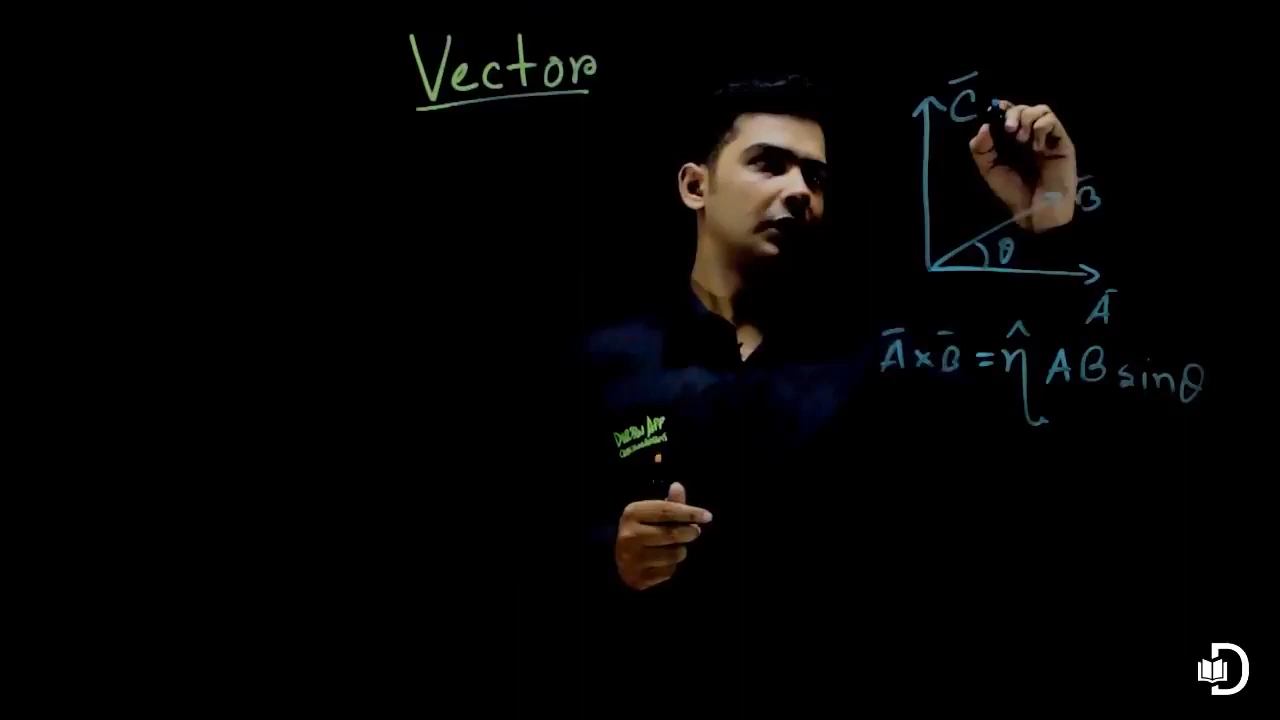 Vector
C̄
B̄
θ
Ā
Ā × B̄ = η̂ AB sinθ